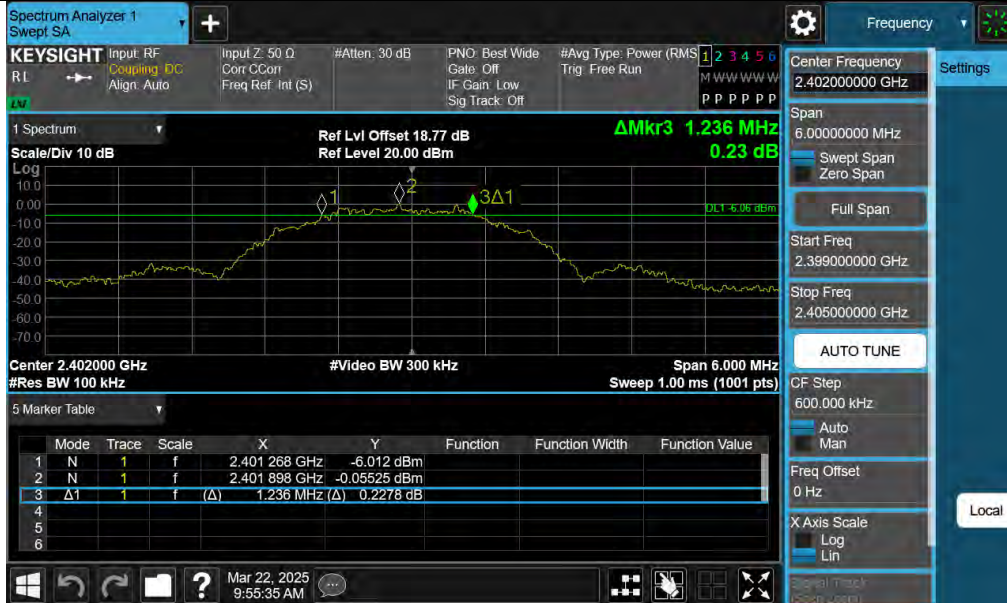 Spectrum Analyzer 1
Swept SA
+
Frequency
KEYSIGHT
RL
LXI
Input: RF
Coupling: DC
Align: Auto
Input Z: 50 Ω
Corr CCorr
Freq Ref: Int (S)
#Atten: 30 dB
PNO: Best Wide
Gate: Off
IF Gain: Low
Sig Track: Off
#Avg Type: Power (RMS
Trig: Free Run
1 2 3 4 5 6
M W W W W W
P P P P P P
1 Spectrum
Scale/Div 10 dB
Ref Lvl Offset 18.77 dB
Ref Level 20.00 dBm
ΔMkr3 1.236 MHz
0.23 dB
Log
10.0
0.00
-10.0
-20.0
-30.0
-40.0
-50.0
-60.0
-70.0
1
2
3Δ1
DL1 -6.06 dBm
Center 2.402000 GHz
#Video BW 300 kHz
Span 6.000 MHz
#Res BW 100 kHz
Sweep 1.00 ms (1001 pts)
5 Marker Table
Mode Trace Scale X Y Function Function Width Function Value
1 N 1 f 2.401 268 GHz -6.012 dBm
2 N 1 f 2.401 898 GHz -0.05525 dBm
3 Δ1 1 f (Δ) 1.236 MHz (Δ) 0.2278 dB
4
5
6
Mar 22, 2025
9:55:35 AM
Center Frequency
2.402000000 GHz
Span
6.00000000 MHz
Swept Span
Zero Span
Full Span
Start Freq
2.399000000 GHz
Stop Freq
2.405000000 GHz
AUTO TUNE
CF Step
600.000 kHz
Auto
Man
Freq Offset
0 Hz
X Axis Scale
Log
Lin
Signal Track
(Span Zoom)
Settings
Local